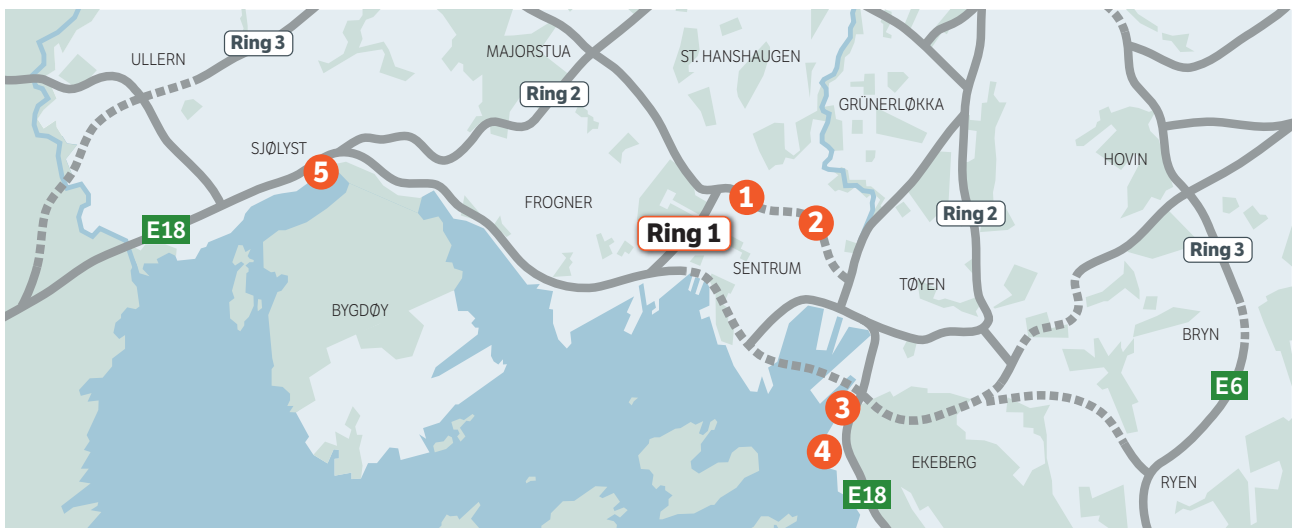 Ring 3
ULLERN
MAJORSTUA
ST. HANSHAUGEN
Ring 2
GRÜNERLØKKA
SJØLYST
HOVIN
5
1
FROGNER
Ring 2
2
E18
Ring 1
Ring 3
SENTRUM
TØYEN
BYGDØY
BRYN
E6
3
4
EKEBERG
RYEN
E18